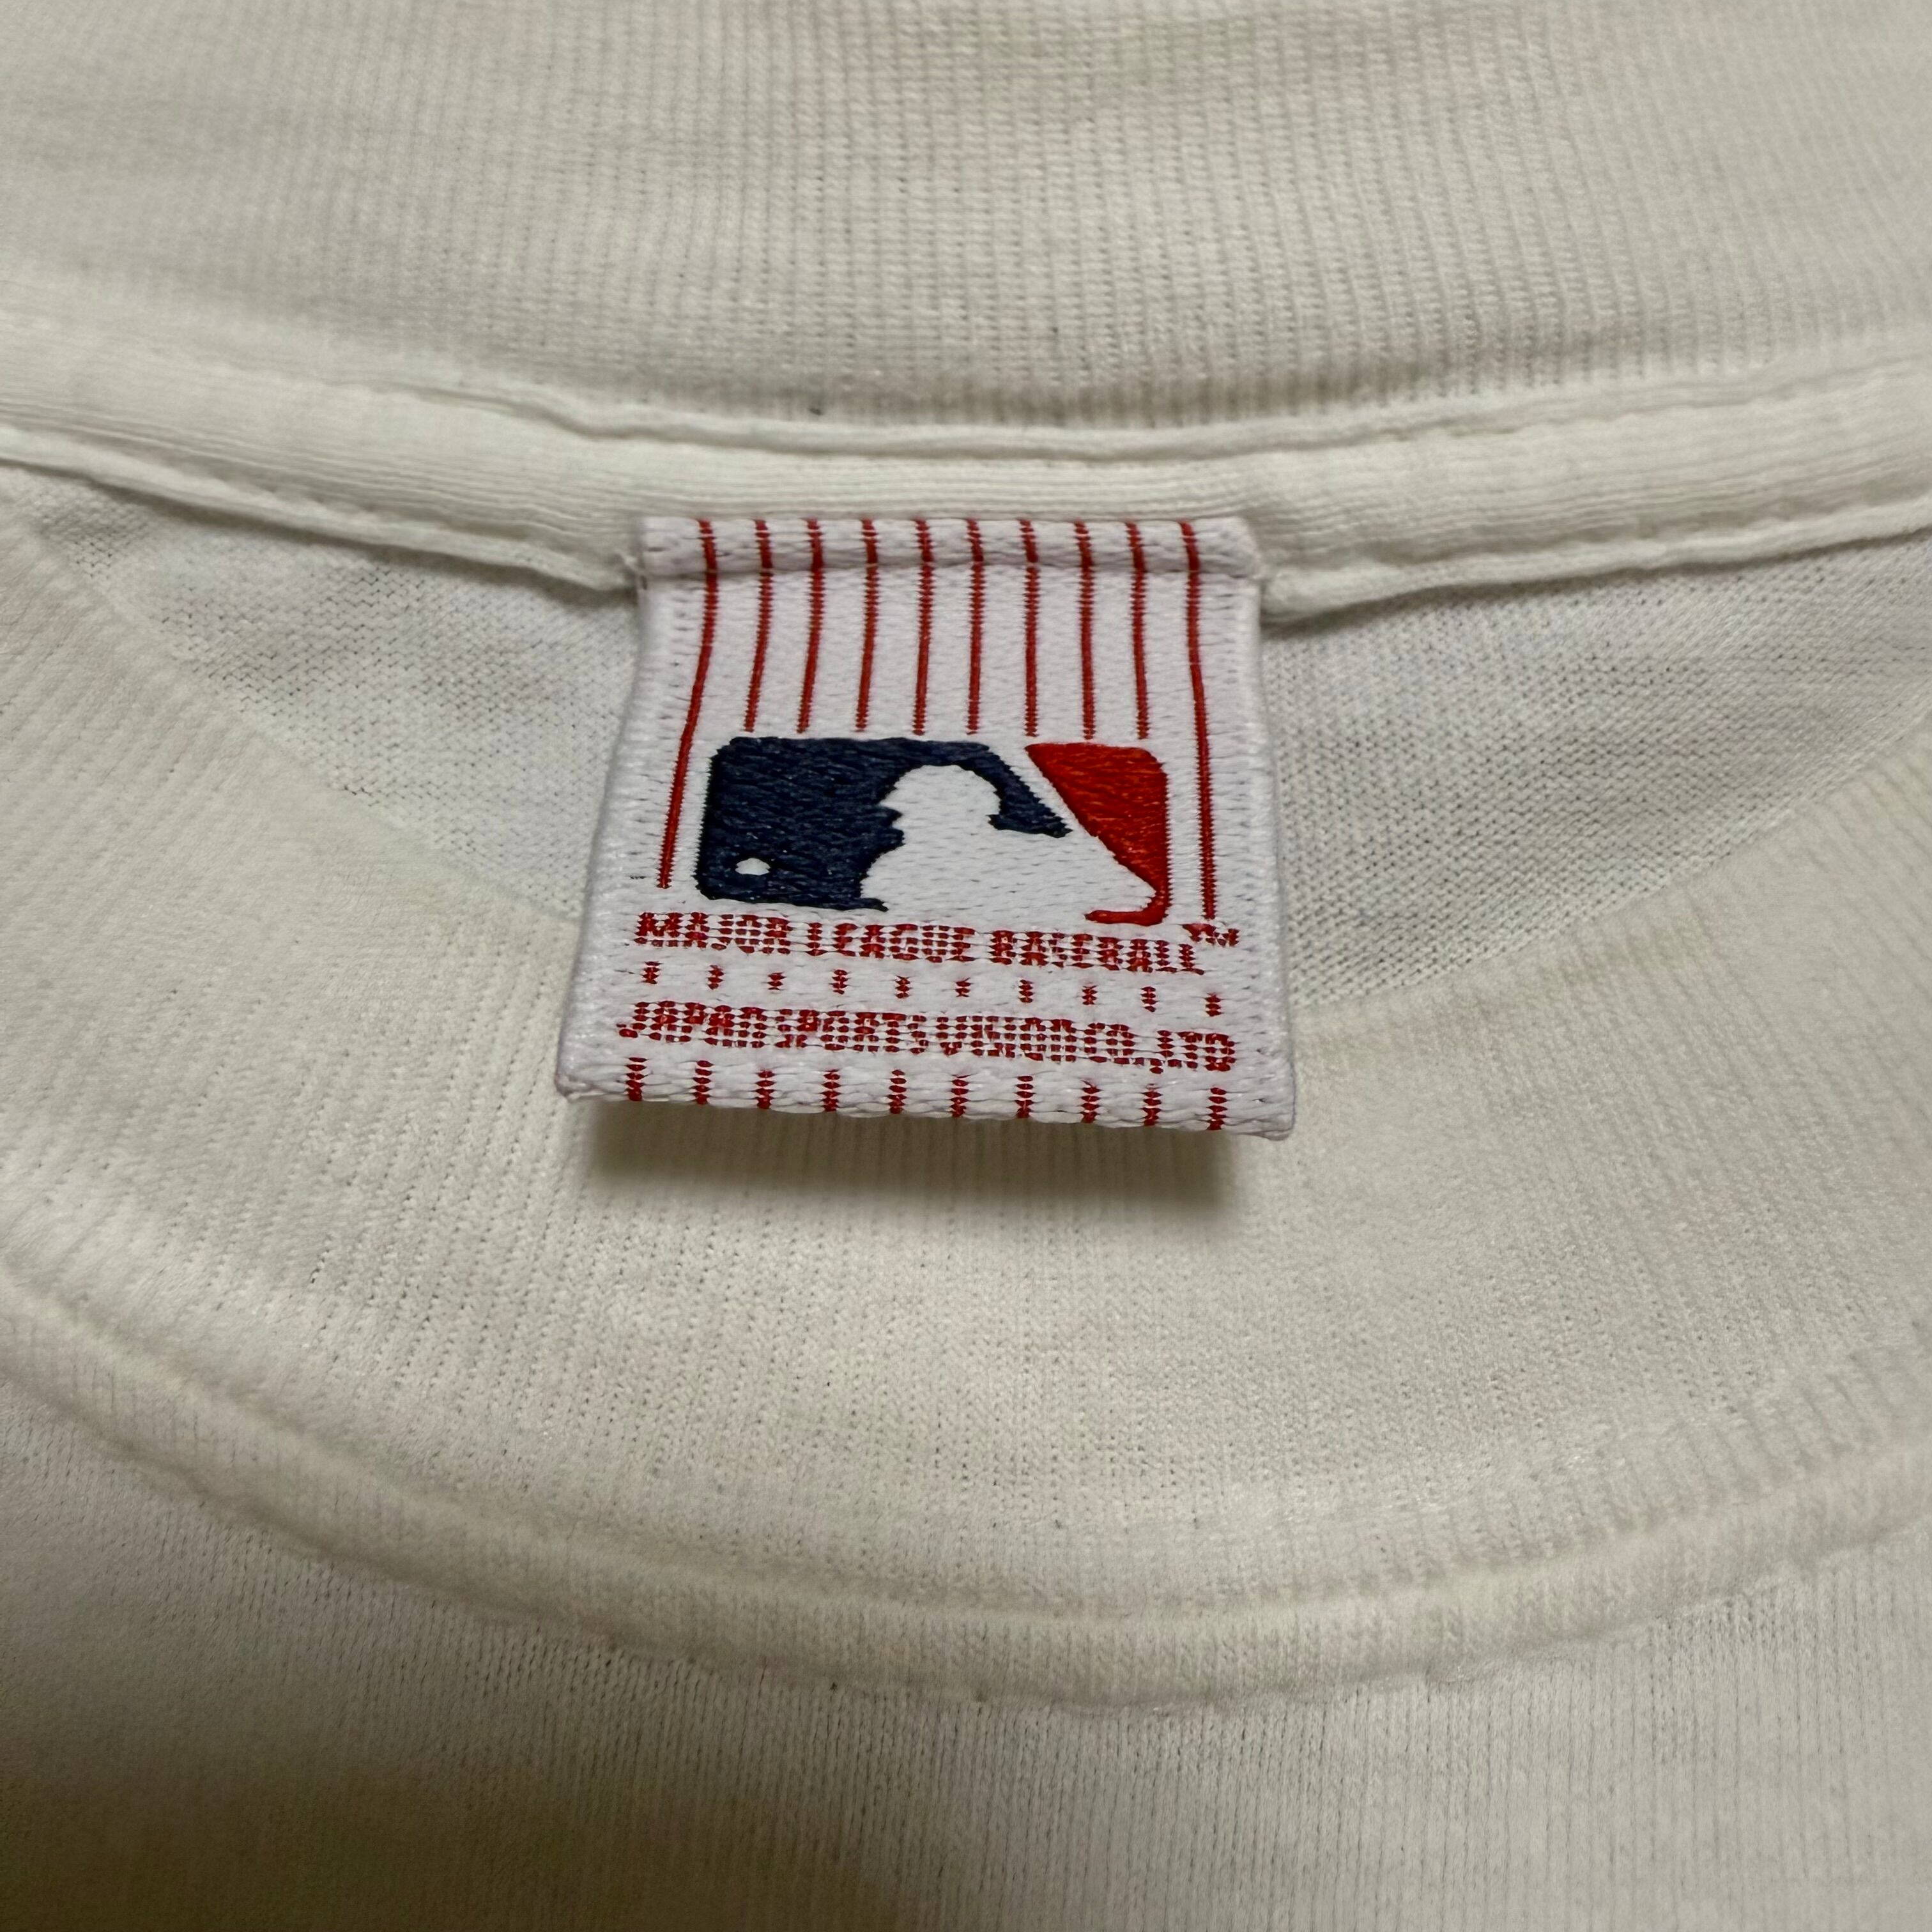 MAJOR LEAGUE BASEBALL™
JAPAN SPORTS VISION CO.,LTD